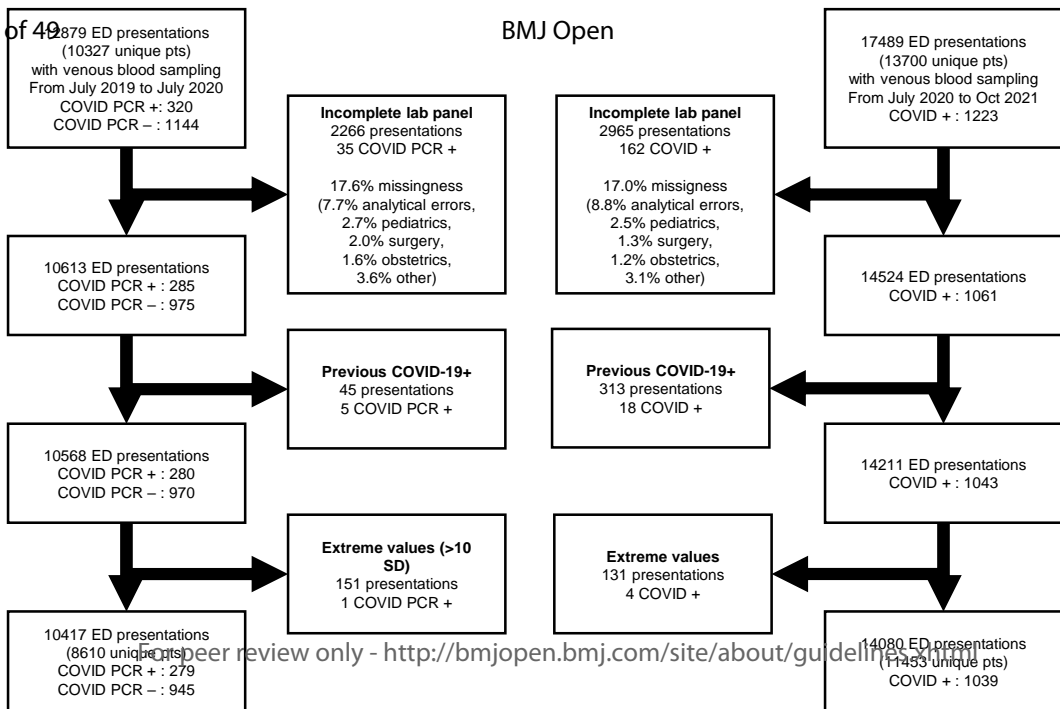 of 49
BMJ Open
12879 ED presentations
(10327 unique pts)
with venous blood sampling
From July 2019 to July 2020
COVID PCR +: 320
COVID PCR – : 1144
Incomplete lab panel
2266 presentations
35 COVID PCR +
17.6% missingness
(7.7% analytical errors,
2.7% pediatrics,
2.0% surgery,
1.6% obstetrics,
3.6% other)
10613 ED presentations
COVID PCR + : 285
COVID PCR – : 975
Previous COVID-19+
45 presentations
5 COVID PCR +
10568 ED presentations
COVID PCR + : 280
COVID PCR – : 970
Extreme values (>10
SD)
151 presentations
1 COVID PCR +
10417 ED presentations
(8610 unique pts)
COVID PCR + : 279
COVID PCR – : 945
17489 ED presentations
(13700 unique pts)
with venous blood sampling
From July 2020 to Oct 2021
COVID + : 1223
Incomplete lab panel
2965 presentations
162 COVID +
17.0% missigness
(8.8% analytical errors,
2.5% pediatrics,
1.3% surgery,
1.2% obstetrics,
3.1% other)
14524 ED presentations
COVID + : 1061
Previous COVID-19+
313 presentations
18 COVID +
14211 ED presentations
COVID + : 1043
Extreme values
131 presentations
4 COVID +
14080 ED presentations
(11453 unique pts)
COVID + : 1039
For peer review only - http://bmjopen.bmj.com/site/about/guidelines.xhtml